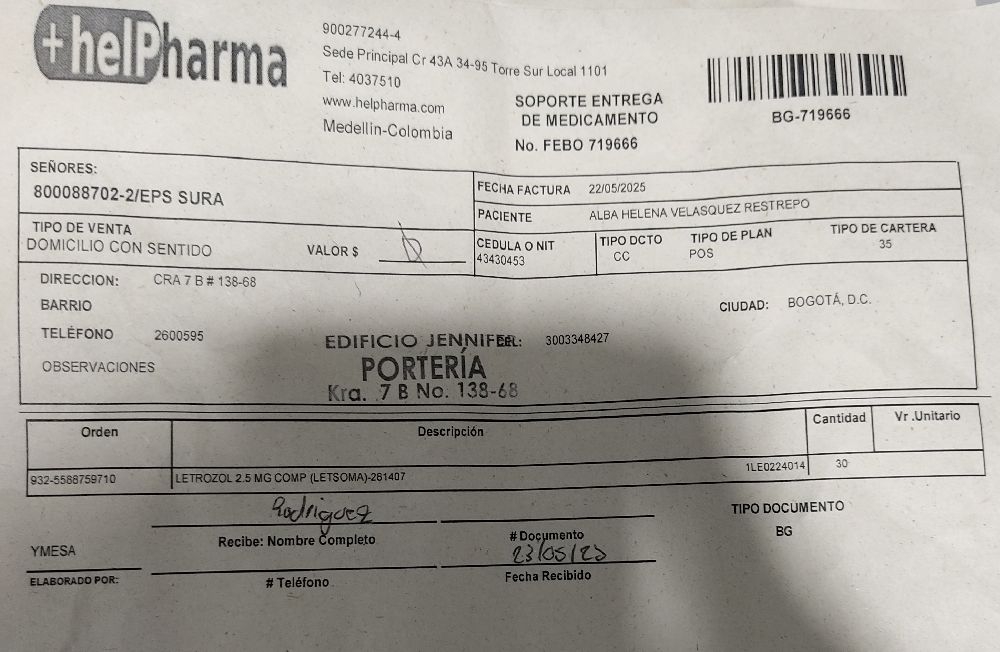 +helPharma
900277244-4
Sede Principal Cr 43A 34-95 Torre Sur Local 1101
Tel: 4037510
www.helpharma.com
Medellin-Colombia
SOPORTE ENTREGA
DE MEDICAMENTO
No. FEBO 719666
BG-719666
SEÑORES:
800088702-2/EPS SURA
FECHA FACTURA 22/05/2025
PACIENTE ALBA HELENA VELASQUEZ RESTREPO
TIPO DE VENTA
DOMICILIO CON SENTIDO VALOR $
CEDULA O NIT
43430453
TIPO DCTO
CC
TIPO DE PLAN
POS
TIPO DE CARTERA
35
DIRECCION: CRA 7 B # 138-68
BARRIO
CIUDAD: BOGOTÁ, D.C.
TELÉFONO 2600595
CEL: 3003348427
OBSERVACIONES
EDIFICIO JENNIFER
PORTERÍA
Kra. 7 B No. 138-68
Orden Descripción Cantidad Vr .Unitario
932-5588759710 LETROZOL 2.5 MG COMP (LETSOMA)-261407 1LE0224014 30
Rodriguez
Recibe: Nombre Completo
# Documento
TIPO DOCUMENTO
BG
YMESA
ELABORADO POR:
# Teléfono
23/05/25
Fecha Recibido